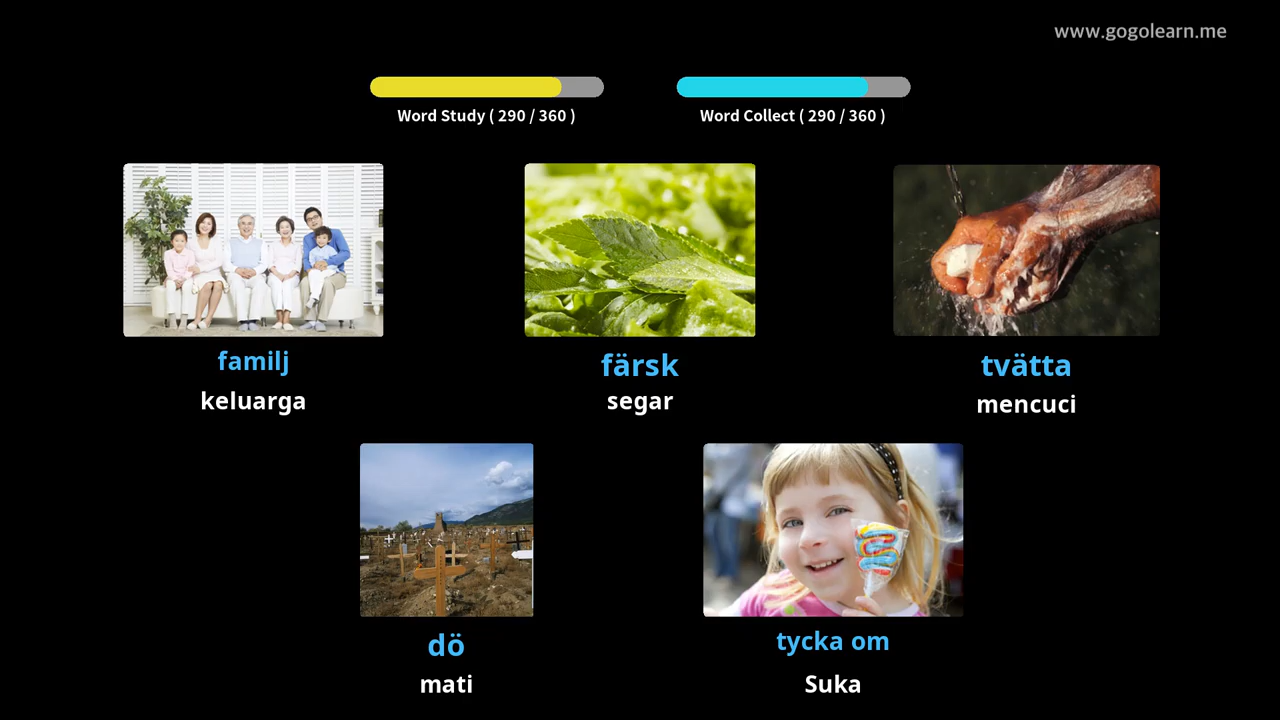 www.gogolearn.me
Word Study ( 290 / 360 )
Word Collect ( 290 / 360 )
familj
keluarga
färsk
segar
tvätta
mencuci
dö
mati
tycka om
Suka